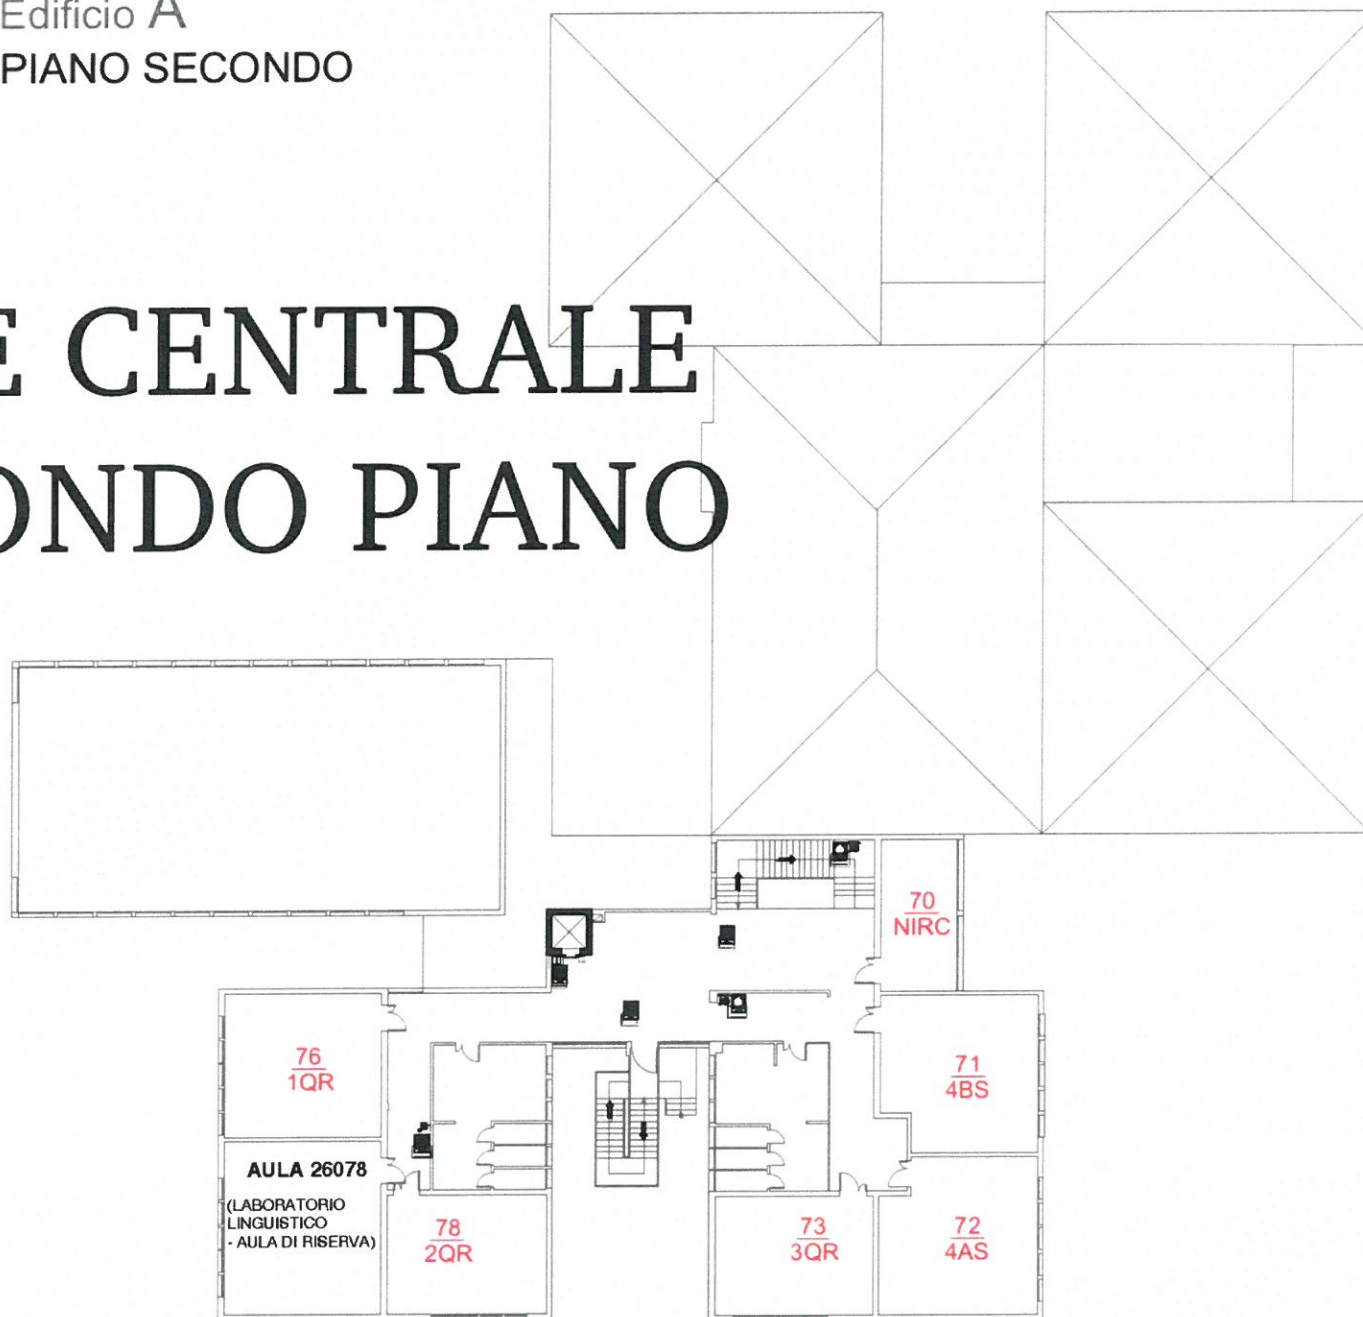 Edificio A
PIANO SECONDO
E CENTRALE
ONDO PIANO
70
NIRC
76
1QR
71
4BS
AULA 26078
(LABORATORIO
LINGUISTICO
- AULA DI RISERVA)
78
2QR
73
3QR
72
4AS